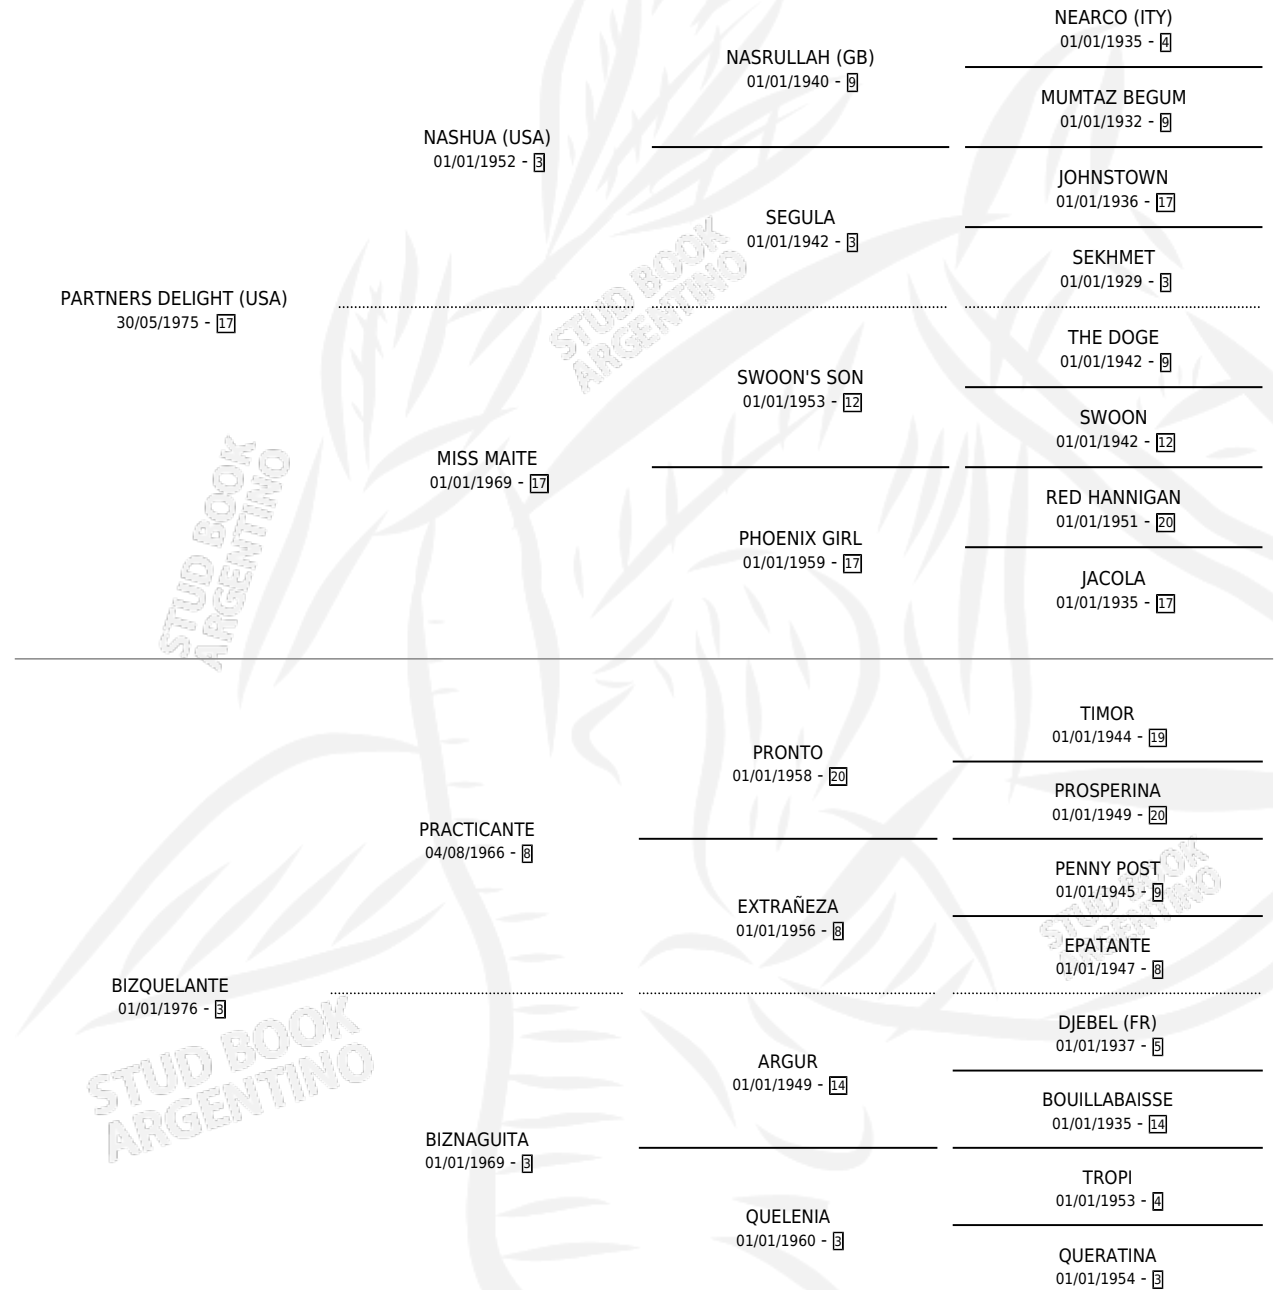 NEARCO (ITY)
01/01/1935 - 4
NASRULLAH (GB)
01/01/1940 - 9
MUMTAZ BEGUM
01/01/1932 - 9
NASHUA (USA)
01/01/1952 - 3
JOHNSTOWN
01/01/1936 - 17
SEGULA
01/01/1942 - 3
SEKHMET
01/01/1929 - 3
PARTNERS DELIGHT (USA)
30/05/1975 - 17
THE DOGE
01/01/1942 - 9
SWOON'S SON
01/01/1953 - 12
SWOON
01/01/1942 - 12
MISS MAITE
01/01/1969 - 17
RED HANNIGAN
01/01/1951 - 20
PHOENIX GIRL
01/01/1959 - 17
JACOLA
01/01/1935 - 17
TIMOR
01/01/1944 - 19
PRONTO
01/01/1958 - 20
PROSPERINA
01/01/1949 - 20
PRACTICANTE
04/08/1966 - 8
PENNY POST
01/01/1945 - 9
EXTRAÑEZA
01/01/1956 - 8
EPATANTE
01/01/1947 - 8
BIZQUELANTE
01/01/1976 - 3
DJEBEL (FR)
01/01/1937 - 5
ARGUR
01/01/1949 - 14
BOUILLABAISSE
01/01/1935 - 14
BIZNAGUITA
01/01/1969 - 3
TROPI
01/01/1953 - 4
QUELENIA
01/01/1960 - 3
QUERATINA
01/01/1954 - 3
STUD BOOK
ARGENTINO
STUD BOOK
ARGENTINO
STUD BOOK
ARGENTINO
STUD BOOK
ARGENTINO